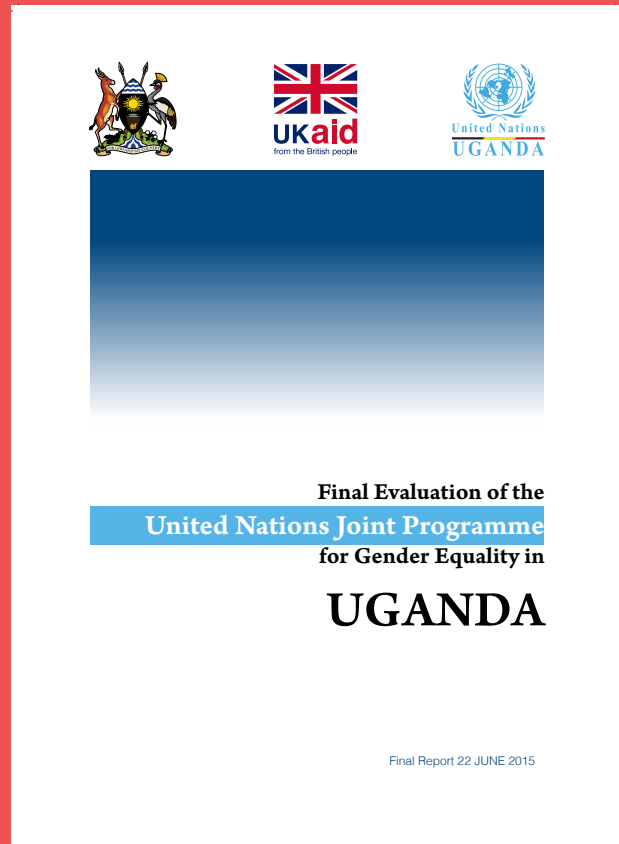 UKaid
from the British people
United Nations
UGANDA
Final Evaluation of the
United Nations Joint Programme
for Gender Equality in
UGANDA
Final Report 22 JUNE 2015